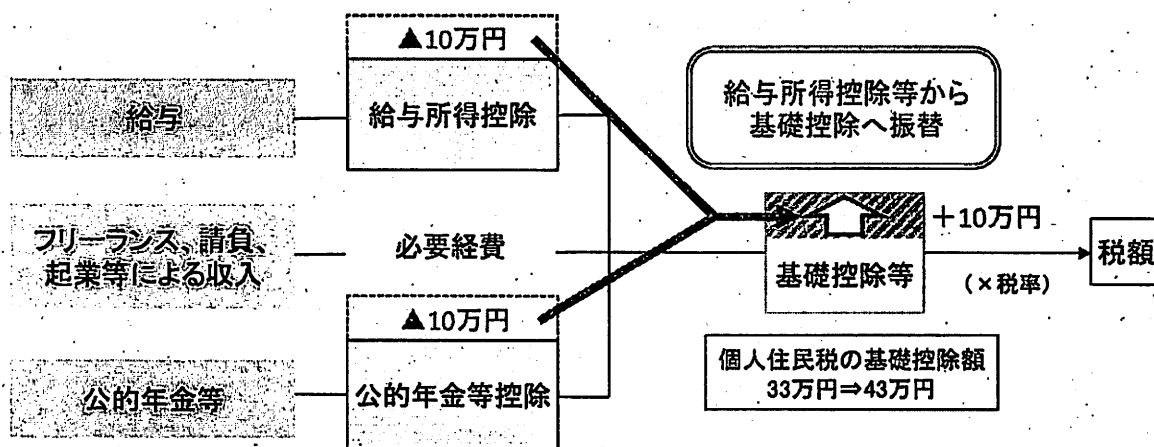 ▲10万円
給与
給与所得控除
給与所得控除等から
基礎控除へ振替
フリーランス、請負、
起業等による収入
必要経費
+10万円
基礎控除等
(×税率)
税額
▲10万円
公的年金等
公的年金等控除
個人住民税の基礎控除額
33万円⇒43万円